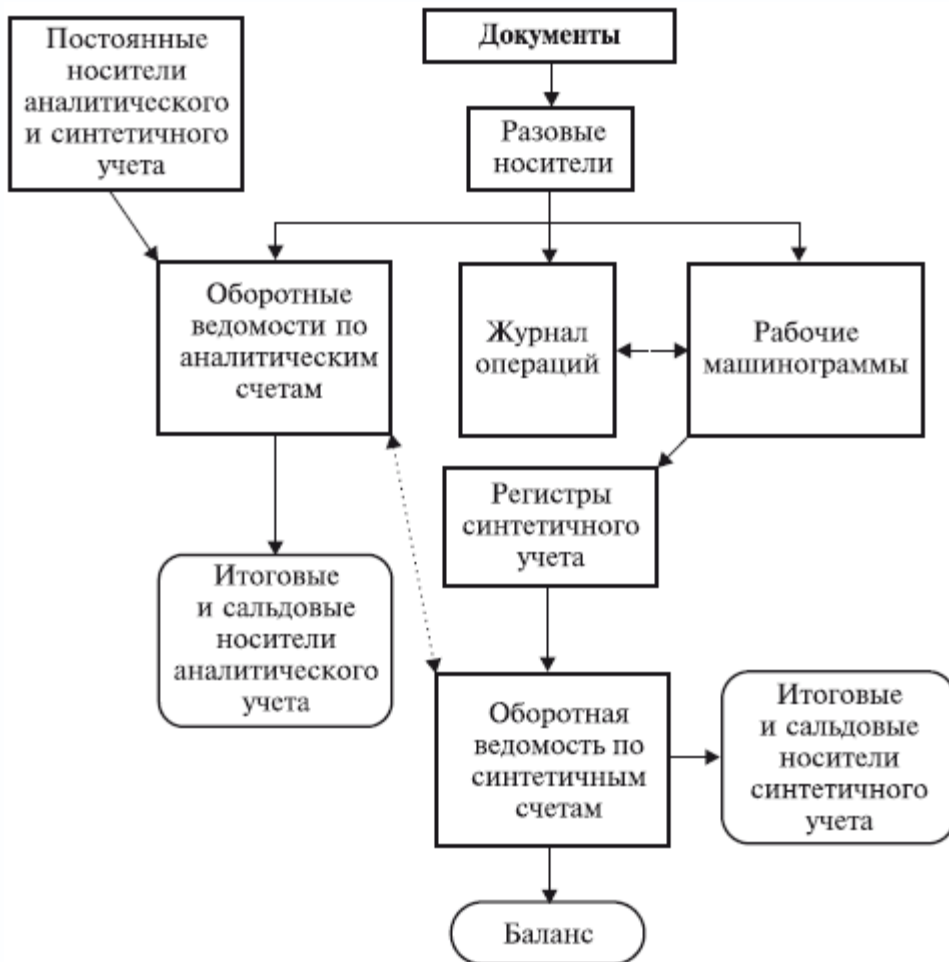 Постоянные
носители
аналитического
и синтетичного
учета
Документы
Разовые
носители
Оборотные
ведомости по
аналитическим
счетам
Журнал
операций
Рабочие
машинограммы
Регистры
синтетичного
учета
Итоговые
и сальдовые
носители
аналитического
учета
Оборотная
ведомость по
синтетичным
счетам
Итоговые
и сальдовые
носители
синтетичного
учета
Баланс